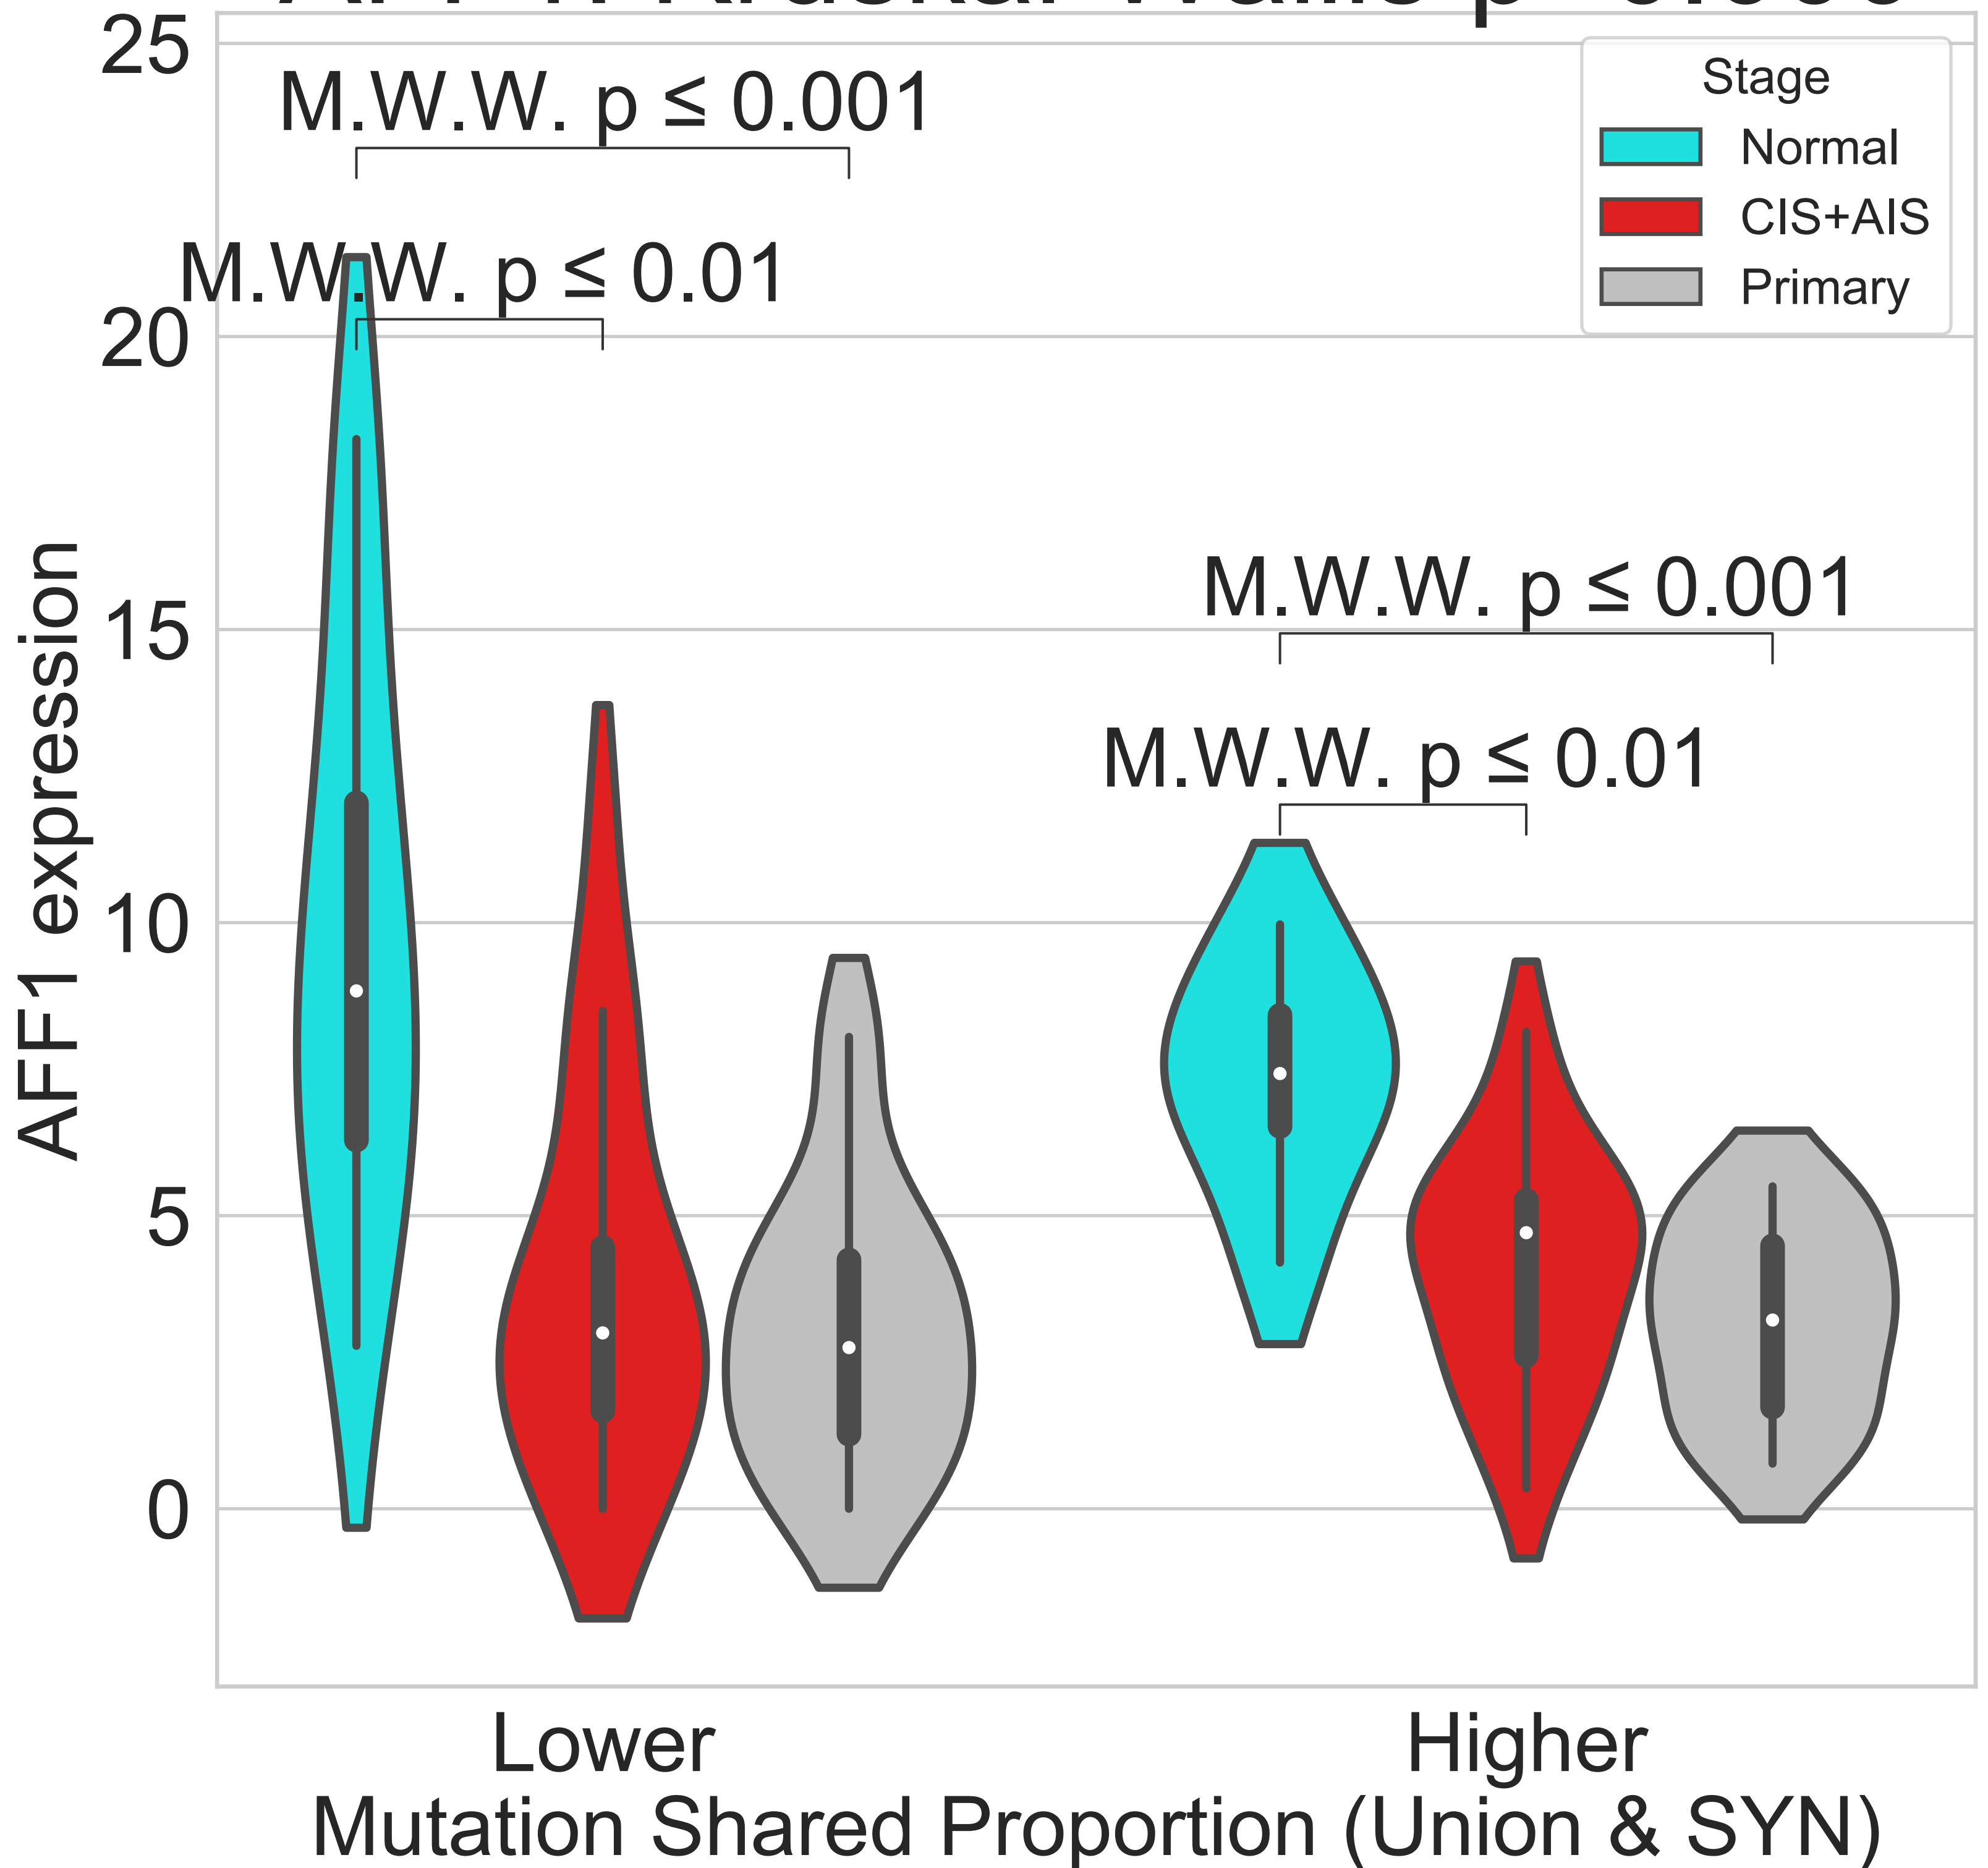 25
20
15
10
5
0
AFF1 expression
M.W.W. p ≤ 0.001
M.W.W. p ≤ 0.01
M.W.W. p ≤ 0.001
M.W.W. p ≤ 0.01
Stage
Normal
CIS+AIS
Primary
Lower
Higher
Mutation Shared Proportion (Union & SYN)